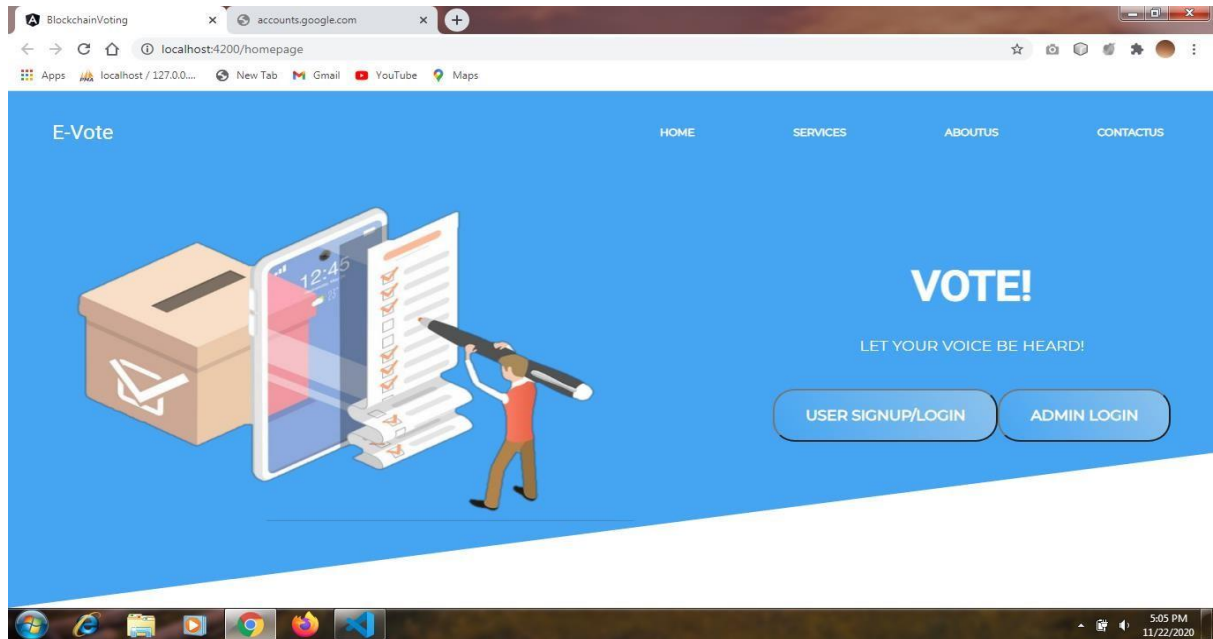 BlockchainVoting accounts.google.com
localhost:4200/homepage
Apps localhost / 127.0.0.... New Tab Gmail YouTube Maps
E-Vote HOME SERVICES ABOUTUS CONTACTUS
12:45
VOTE!
LET YOUR VOICE BE HEARD!
USER SIGNUP/LOGIN ADMIN LOGIN
5:05 PM
11/22/2020